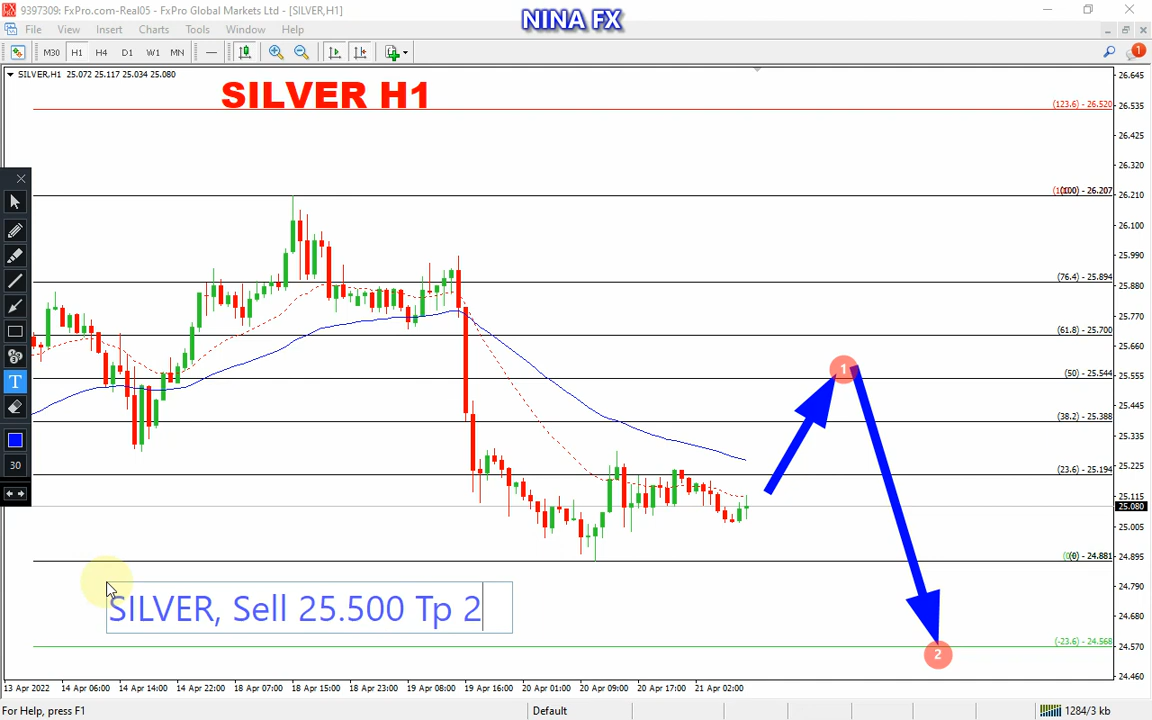 9397309: FxPro.com-Real05 - FxPro Global Markets Ltd - [SILVER,H1]
NINA FX
File View Insert Charts Tools Window Help
M30 H1 H4 D1 W1 MN
1
SILVER,H1 25.072 25.117 25.034 25.080
SILVER H1
26.645
(123.6) - 26.520
26.535
26.425
26.320
(100) - 26.207
26.210
26.100
25.990
(76.4) - 25.894
25.880
25.770
(61.8) - 25.700
25.660
1
(50) - 25.544
25.555
T
(38.2) - 25.388
25.445
25.335
30
(23.6) - 25.194
25.225
25.115
25.080
25.005
(0) - 24.881
24.895
24.790
SILVER, Sell 25.500 Tp 2
24.680
(-23.6) - 24.568
24.570
2
24.460
13 Apr 2022 14 Apr 06:00 14 Apr 14:00 14 Apr 22:00 18 Apr 07:00 18 Apr 15:00 18 Apr 23:00 19 Apr 08:00 19 Apr 16:00 20 Apr 01:00 20 Apr 09:00 20 Apr 17:00 21 Apr 02:00
For Help, press F1 Default 1284/3 kb